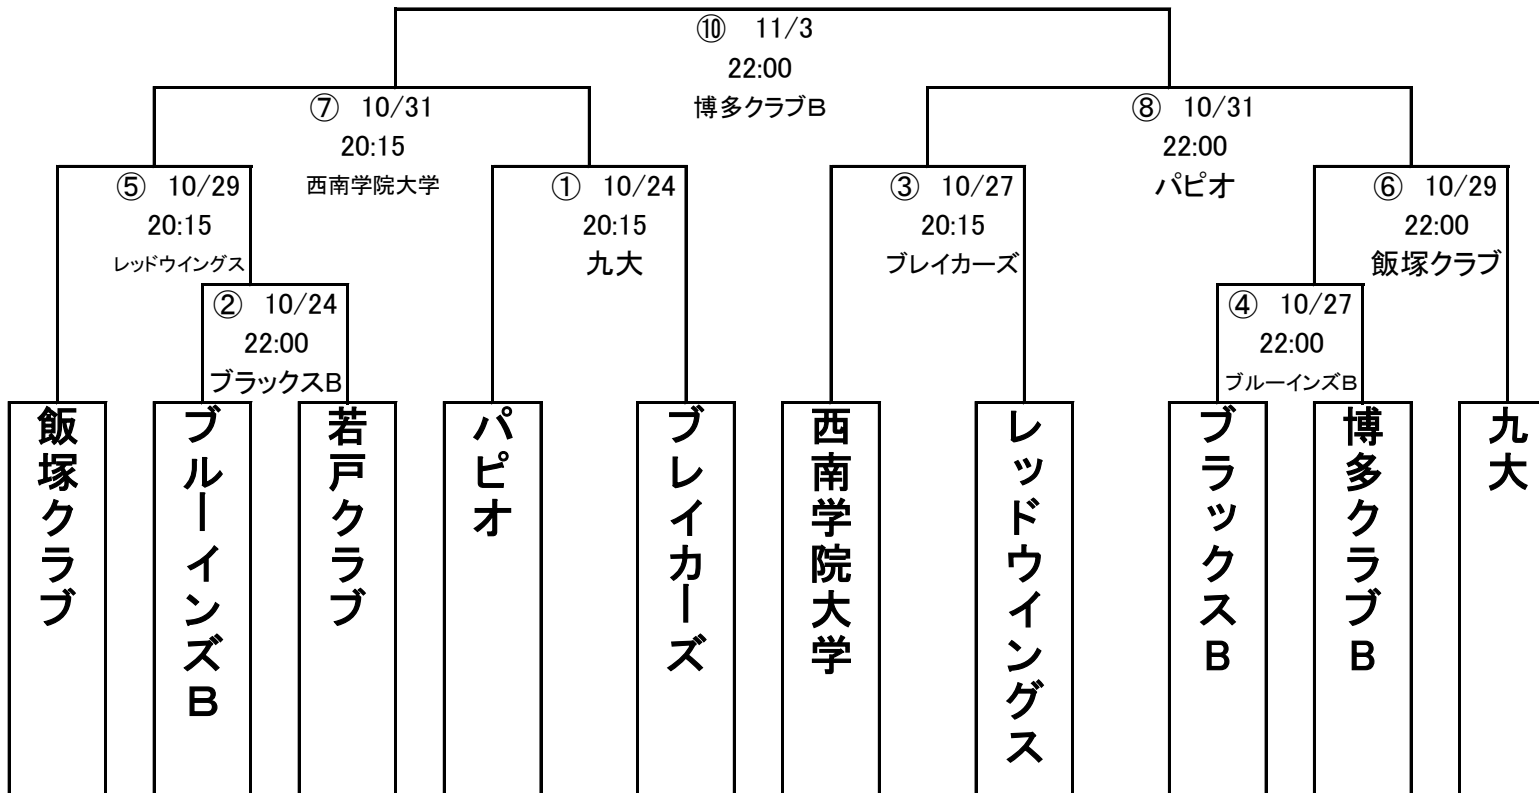 ⑩ 11/3
22:00
博多クラブB
⑦ 10/31
20:15
西南学院大学
⑧ 10/31
22:00
パピオ
⑤ 10/29
20:15
レッドウイングス
① 10/24
20:15
九大
③ 10/27
20:15
ブレイカーズ
⑥ 10/29
22:00
飯塚クラブ
② 10/24
22:00
ブラックスB
④ 10/27
22:00
ブルーインズB
飯塚クラブ
ブルーインズB
若戸クラブ
パピオ
ブレイカーズ
西南学院大学
レッドウイングス
ブラックスB
博多クラブB
九大